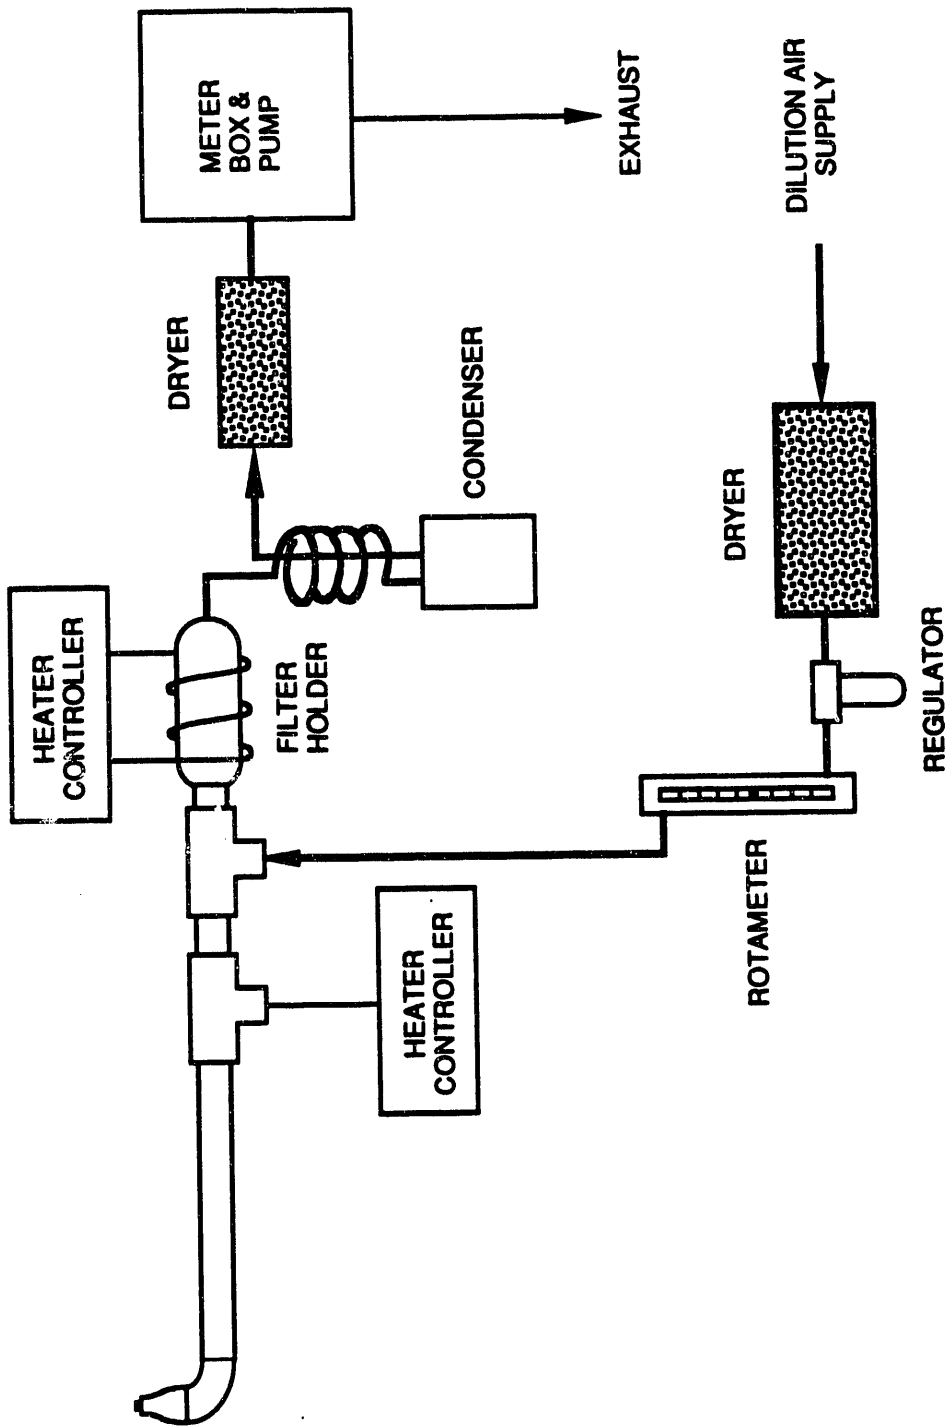 HEATER
CONTROLLER
FILTER
HOLDER
HEATER
CONTROLLER
CONDENSER
DRYER
METER
BOX &
PUMP
EXHAUST
ROTAMETER
REGULATOR
DRYER
DILUTION AIR
SUPPLY